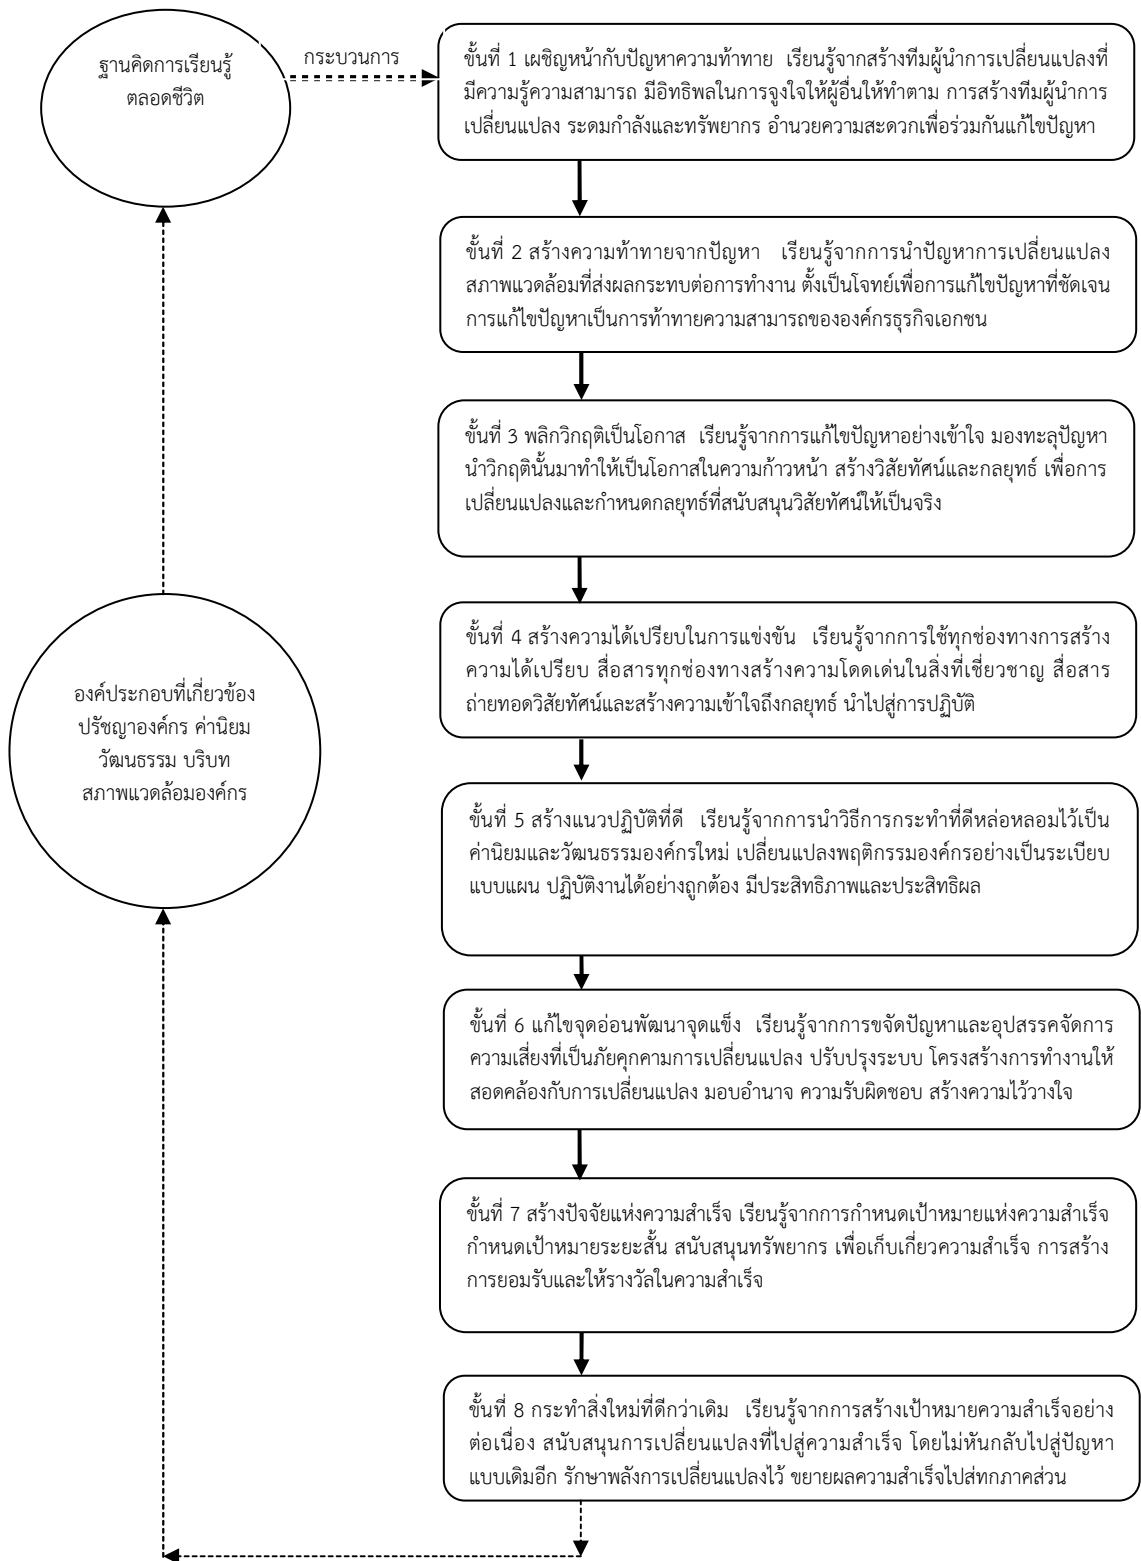 ฐานคิดการเรียนรู้
ตลอดชีวิต
กระบวนการ
ขั้นที่ 1 เผชิญหน้ากับปัญหาความท้าทาย เรียนรู้จากสร้างทีมผู้นำการเปลี่ยนแปลงที่
มีความรู้ความสามารถ มีอิทธิพลในการจูงใจให้ผู้อื่นให้ทำตาม การสร้างทีมผู้นำการ
เปลี่ยนแปลง ระดมกำลังและทรัพยากร อำนวยความสะดวกเพื่อร่วมกันแก้ไขปัญหา
ขั้นที่ 2 สร้างความท้าทายจากปัญหา เรียนรู้จากการนำปัญหาการเปลี่ยนแปลง
สภาพแวดล้อมที่ส่งผลกระทบต่อการทำงาน ตั้งเป็นโจทย์เพื่อการแก้ไขปัญหาที่ชัดเจน
การแก้ไขปัญหาเป็นการท้าทายความสามารถขององค์กรธุรกิจเอกชน
ขั้นที่ 3 พลิกวิกฤติเป็นโอกาส เรียนรู้จากการแก้ไขปัญหาอย่างเข้าใจ มองทะลุปัญหา
นำวิกฤตินั้นมาทำให้เป็นโอกาสในความก้าวหน้า สร้างวิสัยทัศน์และกลยุทธ์ เพื่อการ
เปลี่ยนแปลงและกำหนดกลยุทธ์ที่สนับสนุนวิสัยทัศน์ให้เป็นจริง
ขั้นที่ 4 สร้างความได้เปรียบในการแข่งขัน เรียนรู้จากการใช้ทุกช่องทางการสร้าง
ความได้เปรียบ สื่อสารทุกช่องทางสร้างความโดดเด่นในสิ่งที่เชี่ยวชาญ สื่อสาร
ถ่ายทอดวิสัยทัศน์และสร้างความเข้าใจถึงกลยุทธ์ นำไปสู่การปฏิบัติ
องค์ประกอบที่เกี่ยวข้อง
ปรัชญาองค์กร ค่านิยม
วัฒนธรรม บริบท
สภาพแวดล้อมองค์กร
ขั้นที่ 5 สร้างแนวปฏิบัติที่ดี เรียนรู้จากการนำวิธีการกระทำที่ดีหล่อหลอมไว้เป็น
ค่านิยมและวัฒนธรรมองค์กรใหม่ เปลี่ยนแปลงพฤติกรรมองค์กรอย่างเป็นระเบียบ
แบบแผน ปฏิบัติงานได้อย่างถูกต้อง มีประสิทธิภาพและประสิทธิผล
ขั้นที่ 6 แก้ไขจุดอ่อนพัฒนาจุดแข็ง เรียนรู้จากการขจัดปัญหาและอุปสรรคจัดการ
ความเสี่ยงที่เป็นภัยคุกคามการเปลี่ยนแปลง ปรับปรุงระบบ โครงสร้างการทำงานให้
สอดคล้องกับการเปลี่ยนแปลง มอบอำนาจ ความรับผิดชอบ สร้างความไว้วางใจ
ขั้นที่ 7 สร้างปัจจัยแห่งความสำเร็จ เรียนรู้จากการกำหนดเป้าหมายแห่งความสำเร็จ
กำหนดเป้าหมายระยะสั้น สนับสนุนทรัพยากร เพื่อเก็บเกี่ยวความสำเร็จ การสร้าง
การยอมรับและให้รางวัลในความสำเร็จ
ขั้นที่ 8 กระทำสิ่งใหม่ที่ดีกว่าเดิม เรียนรู้จากการสร้างเป้าหมายความสำเร็จอย่าง
ต่อเนื่อง สนับสนุนการเปลี่ยนแปลงที่ไปสู่ความสำเร็จ โดยไม่หันกลับไปสู่ปัญหา
แบบเดิมอีก รักษาพลังการเปลี่ยนแปลงไว้ ขยายผลความสำเร็จไปสู่ทุกภาคส่วน